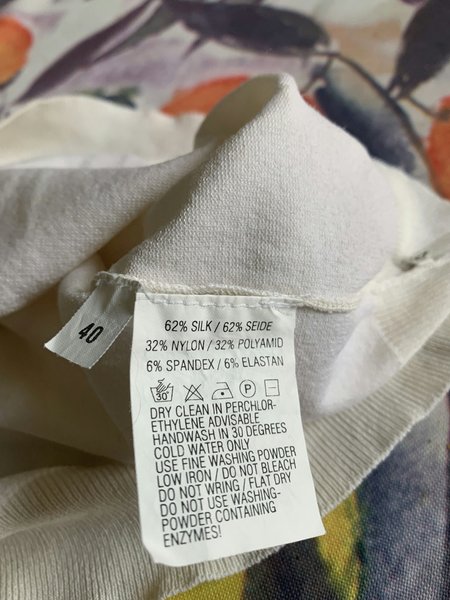 40
62% SILK / 62% SEIDE
32% NYLON / 32% POLYAMID
6% SPANDEX / 6% ELASTAN
30° P
DRY CLEAN IN PERCHLOR-
ETHYLENE ADVISABLE
HANDWASH IN 30 DEGREES
COLD WATER ONLY
USE FINE WASHING POWDER
LOW IRON / DO NOT BLEACH
DO NOT WRING / FLAT DRY
DO NOT USE WASHING-
POWDER CONTAINING
ENZYMES!